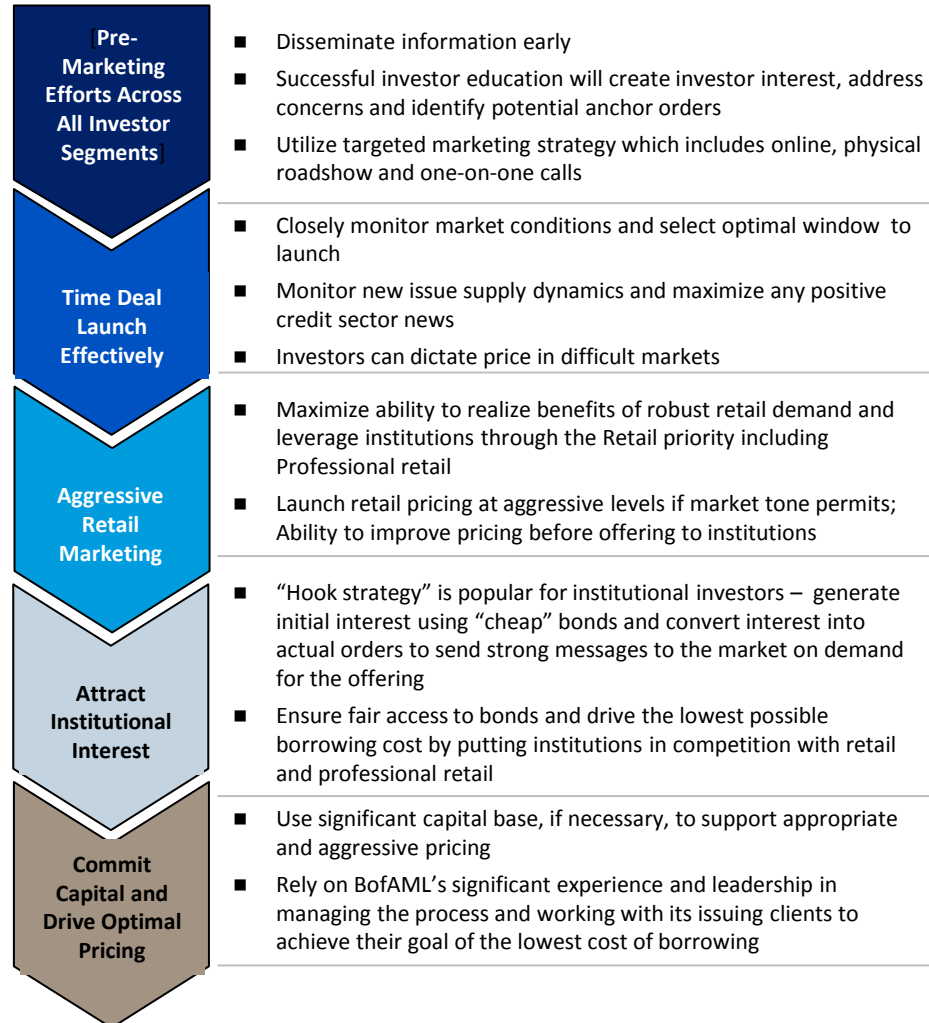 [Pre-
Marketing
Efforts Across
All Investor
Segments]
■ Disseminate information early
■ Successful investor education will create investor interest, address
concerns and identify potential anchor orders
■ Utilize targeted marketing strategy which includes online, physical
roadshow and one-on-one calls
Time Deal
Launch
Effectively
■ Closely monitor market conditions and select optimal window to
launch
■ Monitor new issue supply dynamics and maximize any positive
credit sector news
■ Investors can dictate price in difficult markets
Aggressive
Retail
Marketing
■ Maximize ability to realize benefits of robust retail demand and
leverage institutions through the Retail priority including
Professional retail
■ Launch retail pricing at aggressive levels if market tone permits;
Ability to improve pricing before offering to institutions
Attract
Institutional
Interest
■ “Hook strategy” is popular for institutional investors – generate
initial interest using “cheap” bonds and convert interest into
actual orders to send strong messages to the market on demand
for the offering
■ Ensure fair access to bonds and drive the lowest possible
borrowing cost by putting institutions in competition with retail
and professional retail
Commit
Capital and
Drive Optimal
Pricing
■ Use significant capital base, if necessary, to support appropriate
and aggressive pricing
■ Rely on BofAML’s significant experience and leadership in
managing the process and working with its issuing clients to
achieve their goal of the lowest cost of borrowing